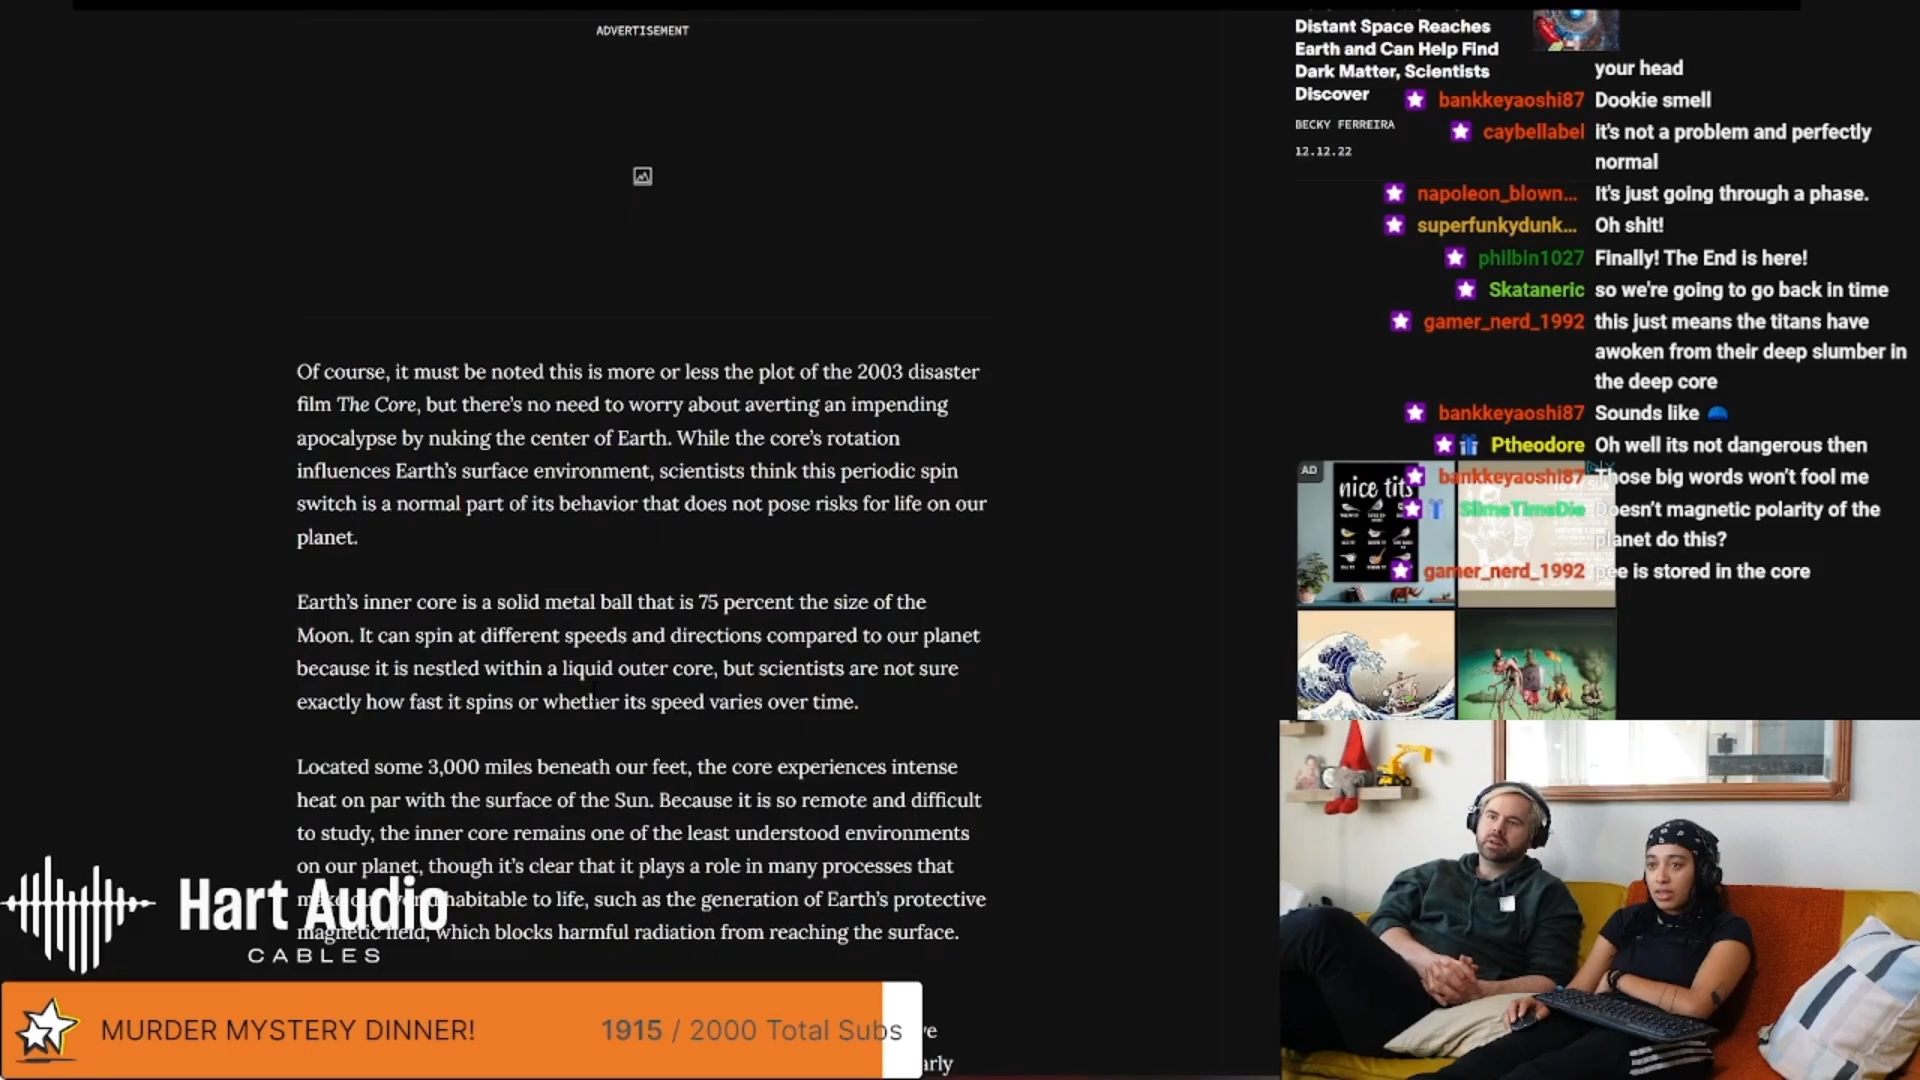 ADVERTISEMENT
Of course, it must be noted this is more or less the plot of the 2003 disaster
film The Core, but there's no need to worry about averting an impending
apocalypse by nuking the center of Earth. While the core's rotation
influences Earth's surface environment, scientists think this periodic spin
switch is a normal part of its behavior that does not pose risks for life on our
planet.
Earth's inner core is a solid metal ball that is 75 percent the size of the
Moon. It can spin at different speeds and directions compared to our planet
because it is nestled within a liquid outer core, but scientists are not sure
exactly how fast it spins or whether its speed varies over time.
Located some 3,000 miles beneath our feet, the core experiences intense
heat on par with the surface of the Sun. Because it is so remote and difficult
to study, the inner core remains one of the least understood environments
on our planet, though it's clear that it plays a role in many processes that
habitable to life, such as the generation of Earth's protective
magnetic field, which blocks harmful radiation from reaching the surface.
Hart Audio
CABLES
MURDER MYSTERY DINNER!
1915 / 2000 Total Subs
Distant Space Reaches
Earth and Can Help Find
Dark Matter, Scientists
Discover
BECKY FERREIRA
12.12.22
your head
bankkeyaoshi87 Dookie smell
caybellabel it's not a problem and perfectly
normal
napoleon_blown... It's just going through a phase.
superfunkydunk... Oh shit!
philbin1027 Finally! The End is here!
Skataneric so we're going to go back in time
gamer_nerd_1992 this just means the titans have
awoken from their deep slumber in
the deep core
bankkeyaoshi87 Sounds like
Ptheodore Oh well its not dangerous then
bankkeyaoshi87 Those big words won't fool me
SlimeTimeDie Doesn't magnetic polarity of the
planet do this?
gamer_nerd_1992 pee is stored in the core
AD
nice tits